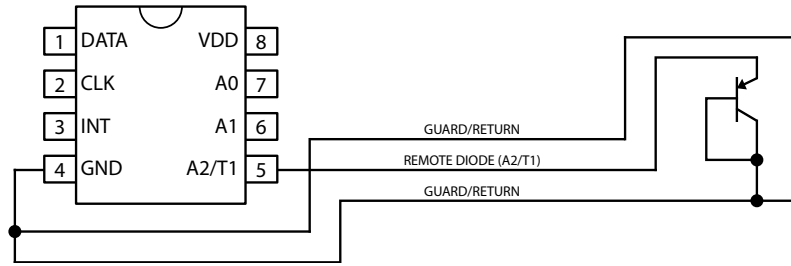 1 DATA VDD 8
2 CLK A0 7
3 INT A1 6
4 GND A2/T1 5
GUARD/RETURN
REMOTE DIODE (A2/T1)
GUARD/RETURN